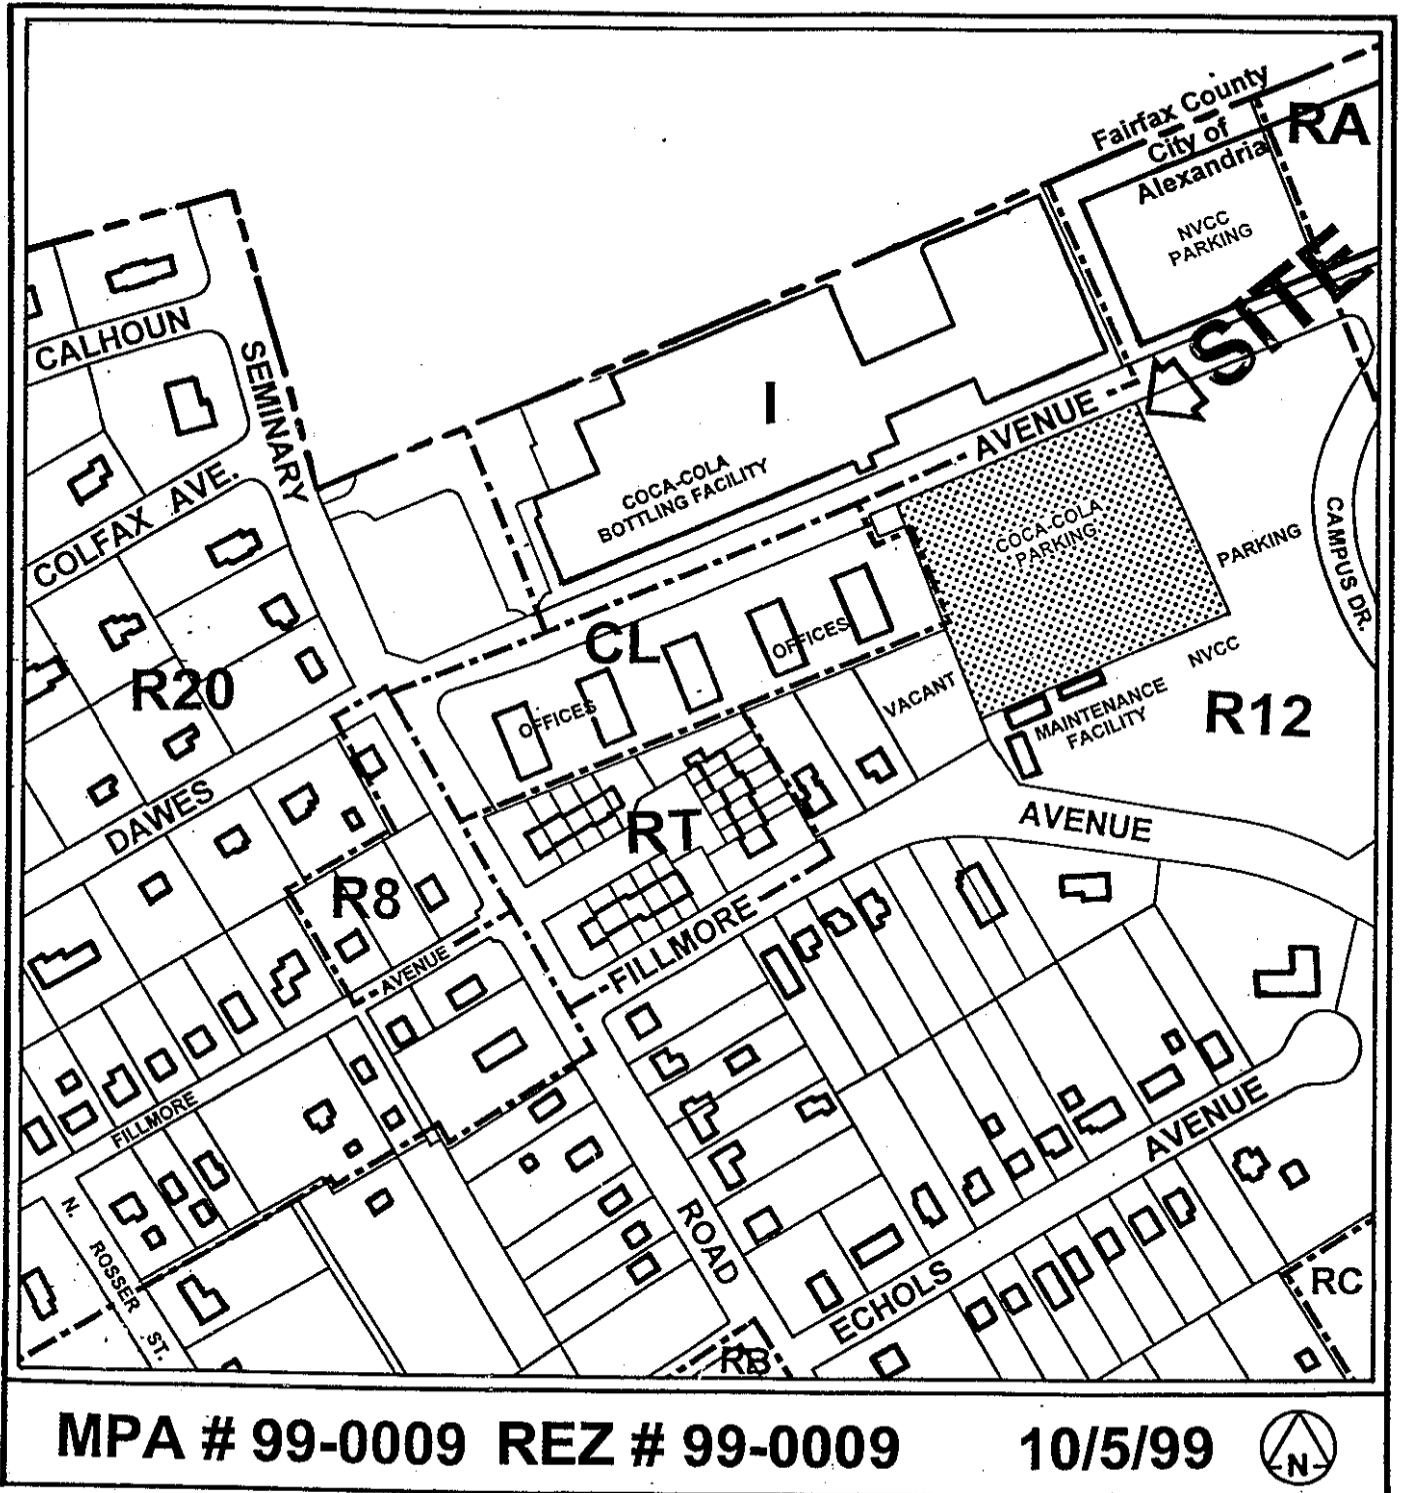 Fairfax County
City of
Alexandria
RA
NVCC
PARKING
SITE
CALHOUN
SEMINARY
I
COCA-COLA
BOTTLING FACILITY
AVENUE
COLFAX AVE.
COCA-COLA
PARKING
PARKING
CAMPUS DR.
CL
OFFICES
OFFICES
R20
VACANT
NVCC
MAINTENANCE
FACILITY
R12
DAWES
RT
AVENUE
R8
FILLMORE
AVENUE
FILLMORE
AVENUE
N.
ROSSER
ST.
ROAD
ECHOLS
RC
RB
MPA # 99-0009 REZ # 99-0009
10/5/99
N